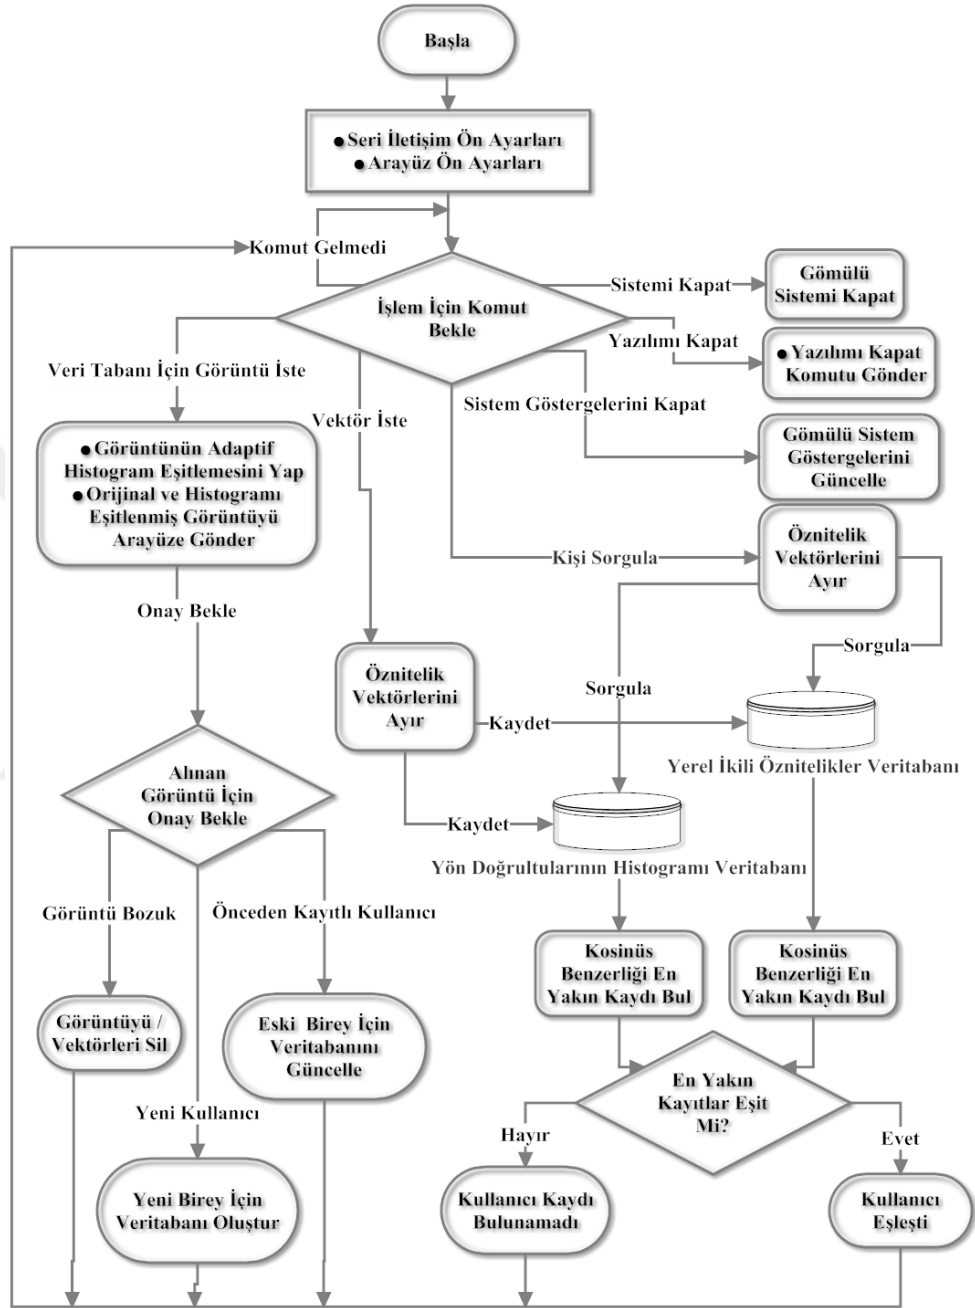 Başla
● Seri İletişim Ön Ayarları
● Arayüz Ön Ayarları
Komut Gelmedi
İşlem İçin Komut
Bekle
Sistemi Kapat
Gömülü
Sistemi Kapat
Yazılımı Kapat
● Yazılımı Kapat
Komutu Gönder
Veri Tabanı İçin Görüntü İste
Vektör İste
Sistem Göstergelerini Kapat
Gömülü Sistem
Göstergelerini
Güncelle
● Görüntünün Adaptif
Histogram Eşitlemesini Yap
● Orijinal ve Histogramı
Eşitlenmiş Görüntüyü
Arayüze Gönder
Kişi Sorgula
Öznitelik
Vektörlerini
Ayır
Onay Bekle
Sorgula
Öznitelik
Vektörlerini
Ayır
Sorgula
Kaydet
Yerel İkili Öznitelikler Veritabanı
Alınan
Görüntü İçin
Onay Bekle
Kaydet
Yön Doğrultularının Histogramı Veritabanı
Görüntü Bozuk
Önceden Kayıtlı Kullanıcı
Kosinüs
Benzerliği En
Yakın Kaydı Bul
Kosinüs
Benzerliği En
Yakın Kaydı Bul
Görüntüyü /
Vektörleri Sil
Eski Birey İçin
Veritabanını
Güncelle
En Yakın
Kayıtlar Eşit
Mi?
Yeni Kullanıcı
Hayır
Evet
Yeni Birey İçin
Veritabanı Oluştur
Kullanıcı Kaydı
Bulunamadı
Kullanıcı
Eşleşti